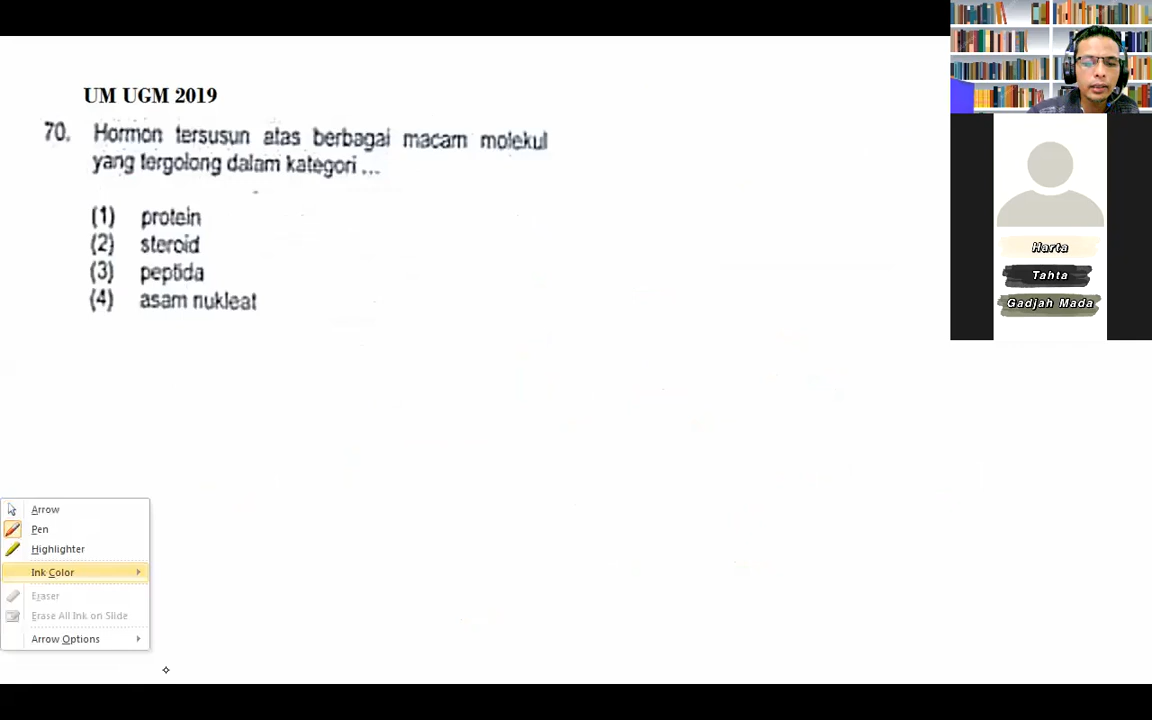 UM UGM 2019
70. Hormon tersusun atas berbagai macam molekul
yang tergolong dalam kategori ...
(1) protein
(2) steroid
(3) peptida
(4) asam nukleat
Harta
Tahta
Gadjah Mada
Arrow
Pen
Highlighter
Ink Color
Eraser
Erase All Ink on Slide
Arrow Options